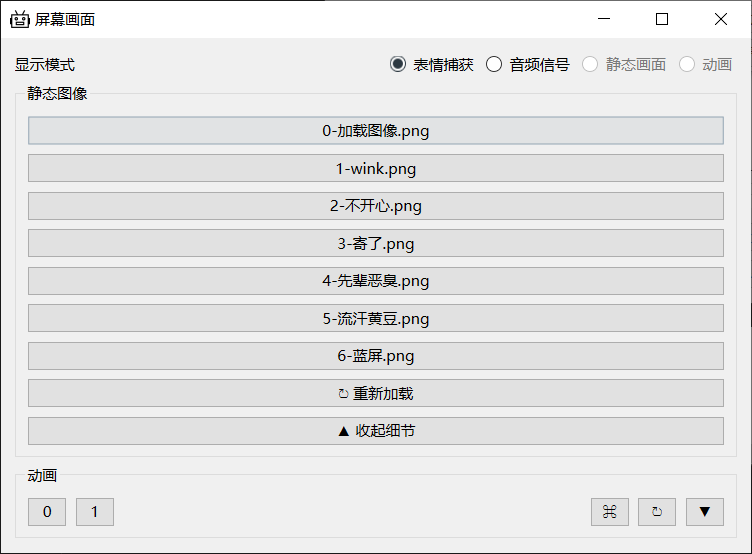 屏幕画面
显示模式 表情捕获 音频信号 静态画面 动画
静态图像
0-加载图像.png
1-wink.png
2-不开心.png
3-寄了.png
4-先辈恶臭.png
5-流汗黄豆.png
6-蓝屏.png
↻ 重新加载
▲ 收起细节
动画
0 1 ⌘ ↻ ▼